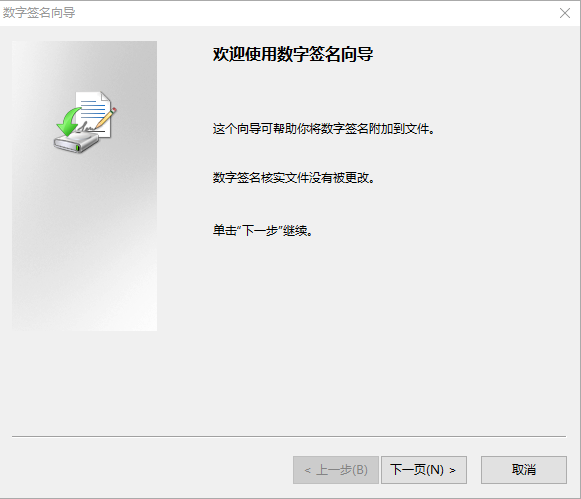 数字签名向导
欢迎使用数字签名向导
这个向导可帮助你将数字签名附加到文件。
数字签名核实文件没有被更改。
单击"下一步"继续。
< 上一步(B)
下一页(N) >
取消